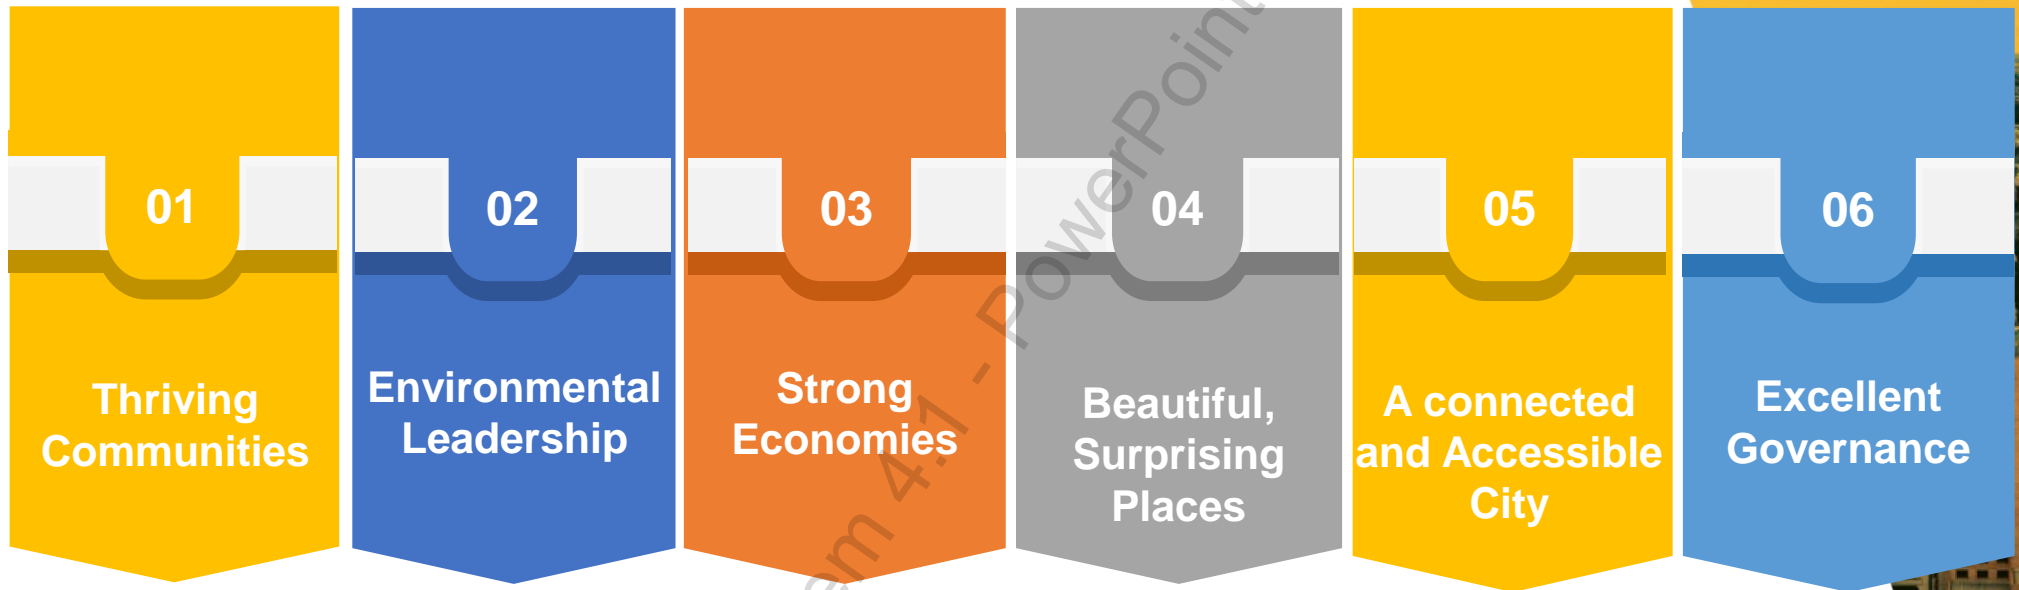 01
Thriving
Communities
02
Environmental
Leadership
03
Strong
Economies
04
Beautiful,
Surprising
Places
05
A connected
and Accessible
City
06
Excellent
Governance
4.1 - PowerPoint